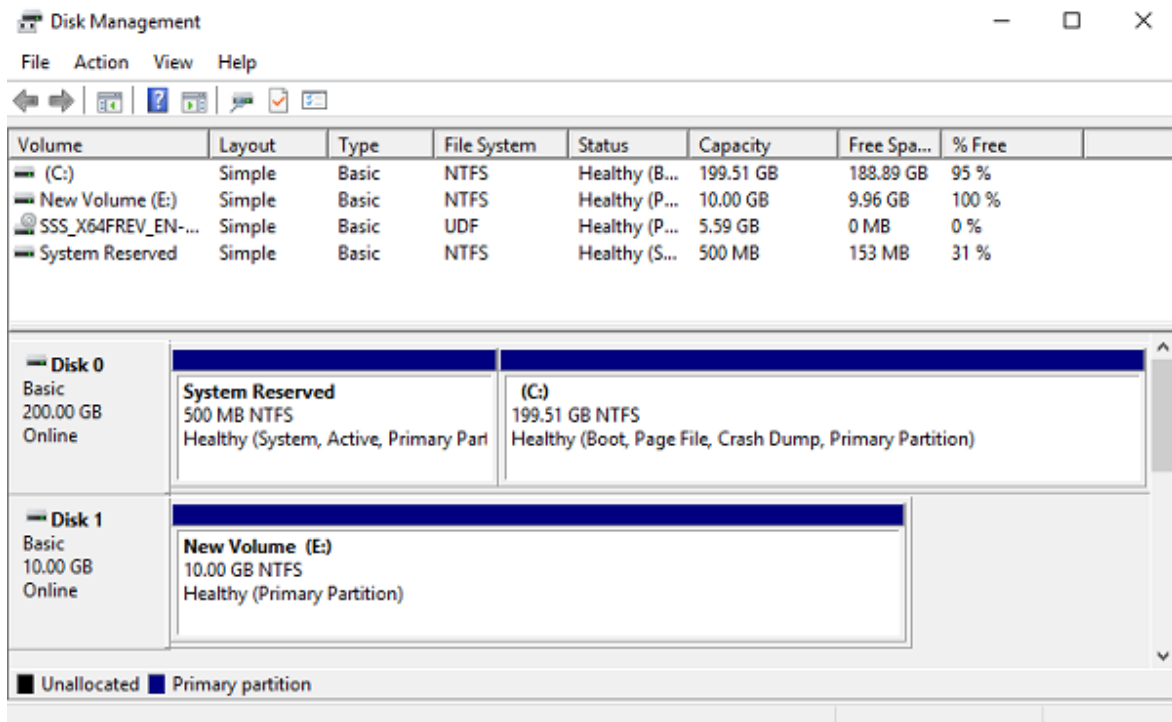 Disk Management
File Action View Help
Volume Layout Type File System Status Capacity Free Spa... % Free
(C:) Simple Basic NTFS Healthy (B... 199.51 GB 188.89 GB 95 %
New Volume (E:) Simple Basic NTFS Healthy (P... 10.00 GB 9.96 GB 100 %
SSS_X64FREV_EN-... Simple Basic UDF Healthy (P... 5.59 GB 0 MB 0 %
System Reserved Simple Basic NTFS Healthy (S... 500 MB 153 MB 31 %
Disk 0
Basic
200.00 GB
Online
System Reserved
500 MB NTFS
Healthy (System, Active, Primary Part
(C:)
199.51 GB NTFS
Healthy (Boot, Page File, Crash Dump, Primary Partition)
Disk 1
Basic
10.00 GB
Online
New Volume (E:)
10.00 GB NTFS
Healthy (Primary Partition)
Unallocated Primary partition